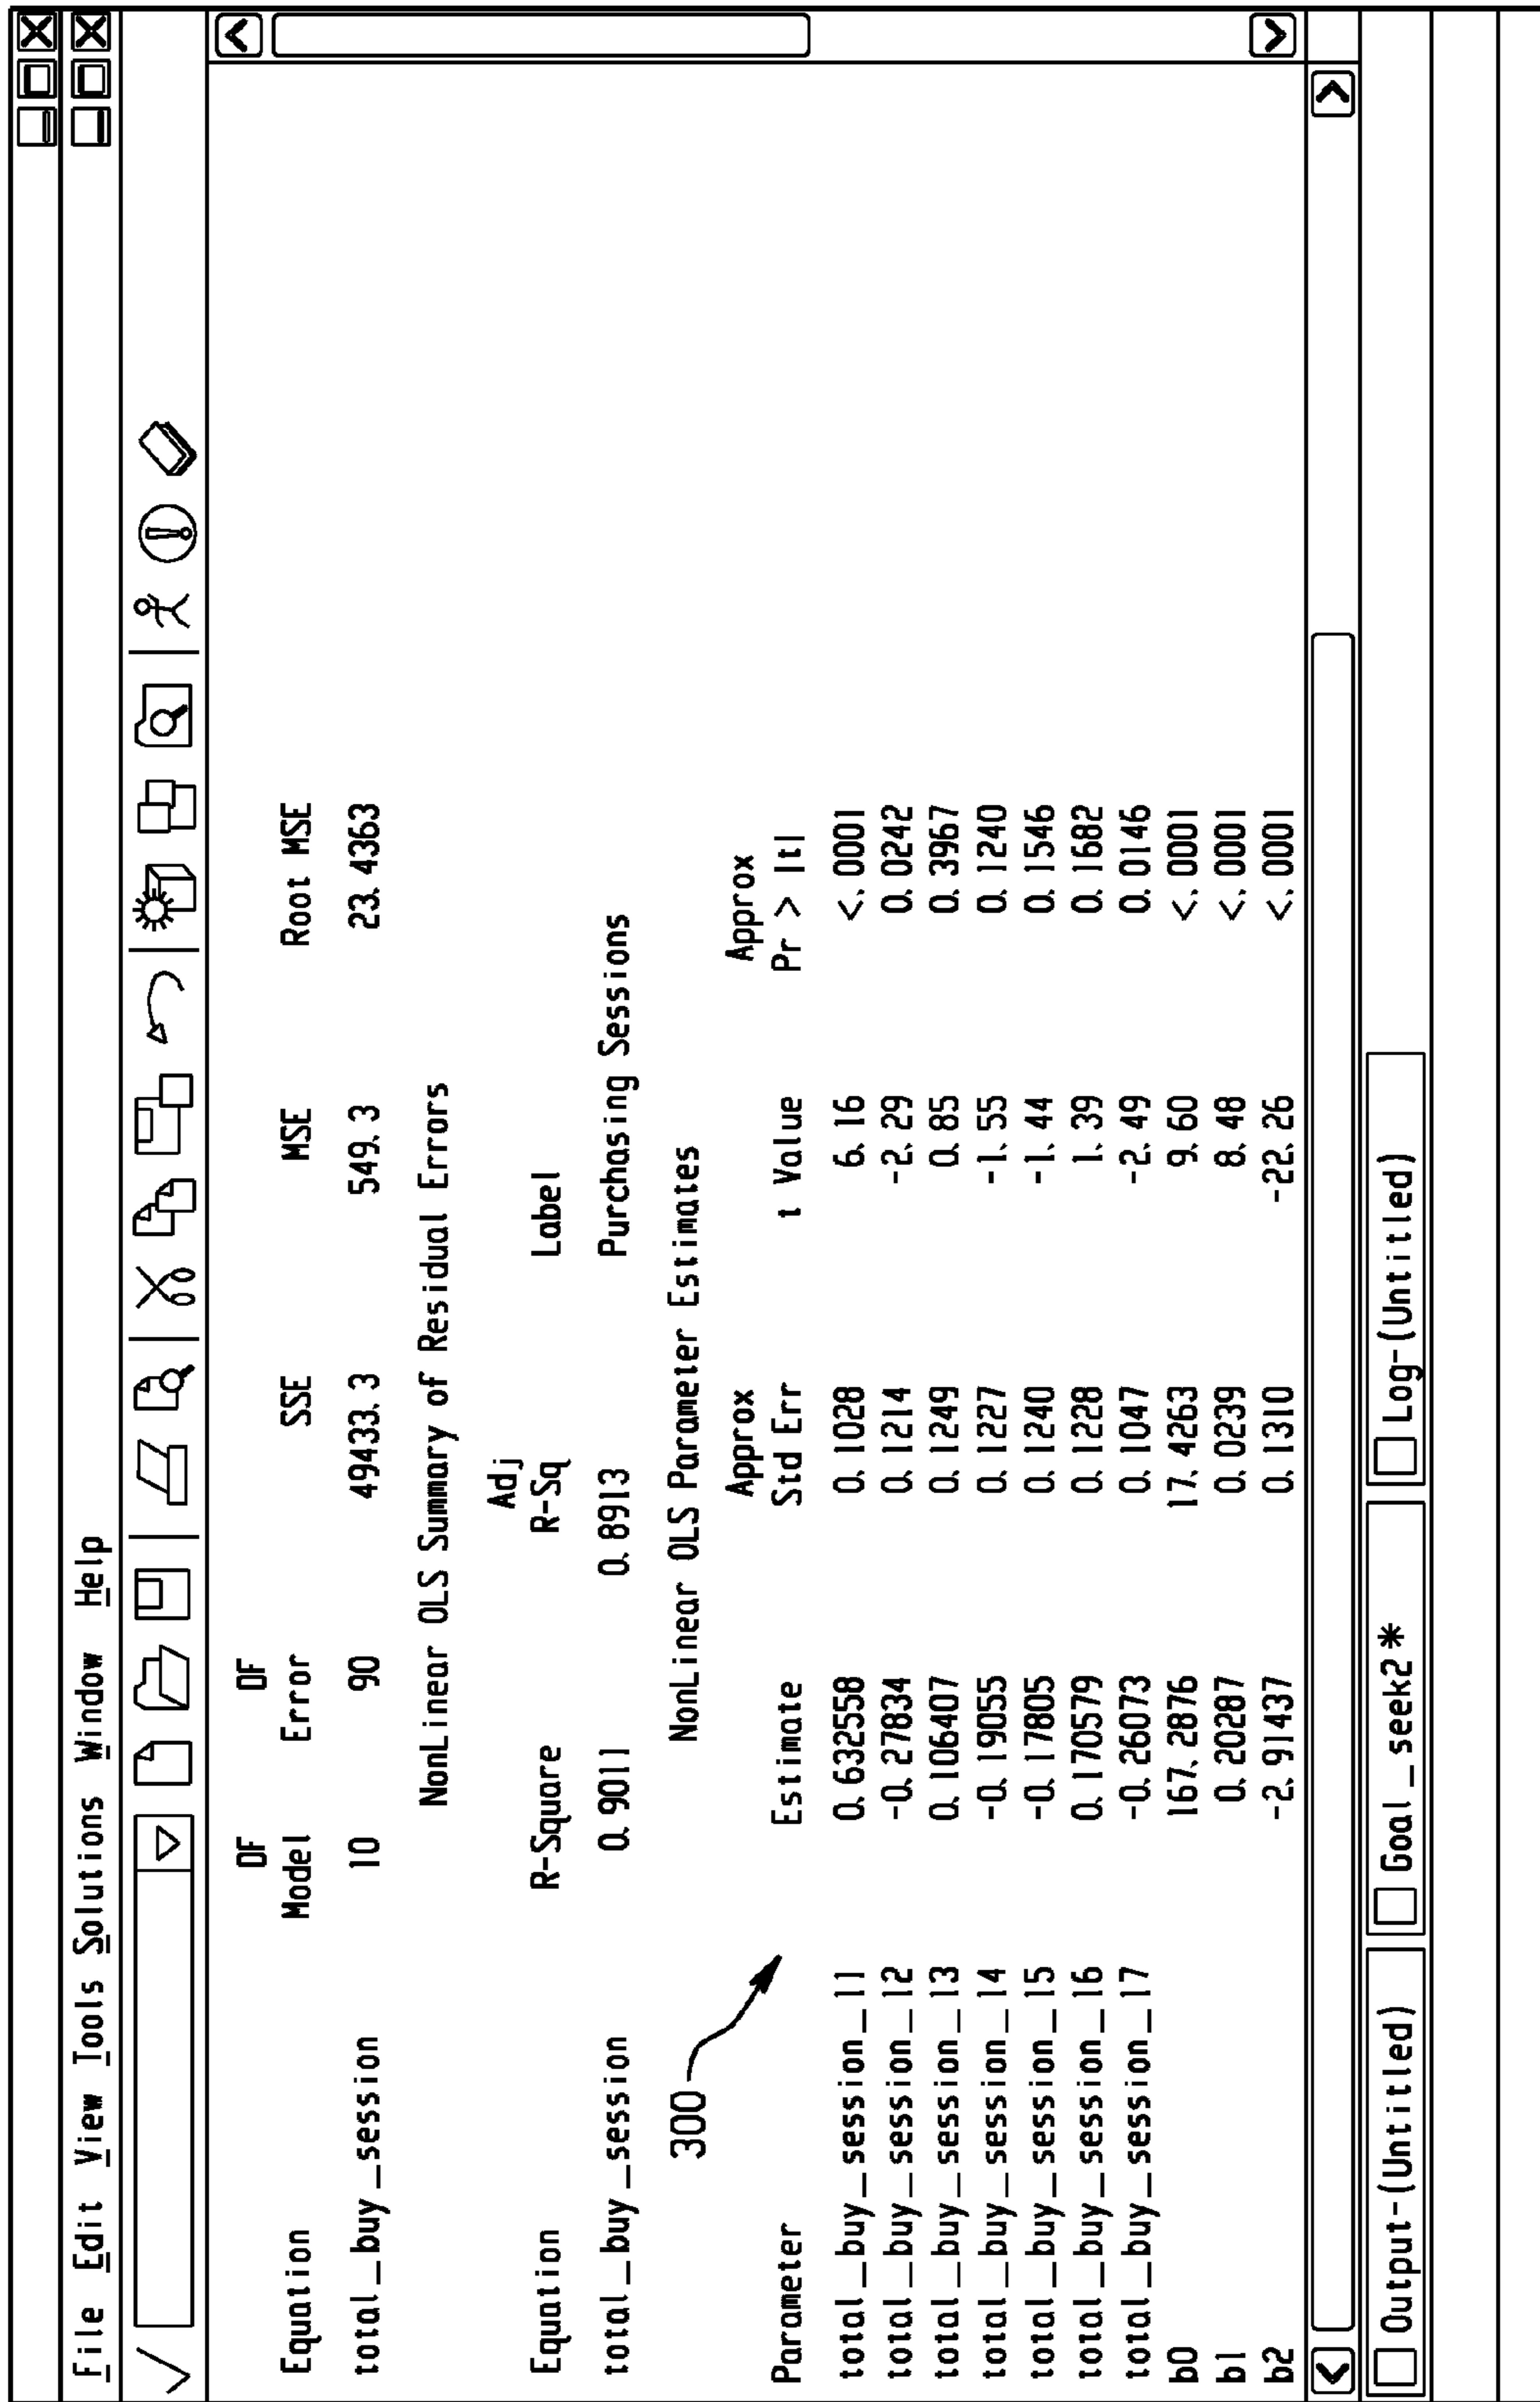 File Edit View Tools Solutions Window Help
DF DF
Equation Model Error SSE MSE Root MSE
total_buy_session 10 90 49433.3 549.3 23.4363
NonLinear OLS Summary of Residual Errors
Adj
Equation R-Square R-Sq Label
total_buy_session 0.9011 0.8913 Purchasing Sessions
300
NonLinear OLS Parameter Estimates
Approx Approx
Parameter Estimate Std Err t Value Pr > |t|
total_buy_session_11 0.632558 0.1028 6.16 <.0001
total_buy_session_12 -0.27834 0.1214 -2.29 0.0242
total_buy_session_13 0.106407 0.1249 0.85 0.3967
total_buy_session_14 -0.19055 0.1227 -1.55 0.1240
total_buy_session_15 -0.17805 0.1240 -1.44 0.1546
total_buy_session_16 0.170579 0.1228 1.39 0.1682
total_buy_session_17 -0.26073 0.1047 -2.49 0.0146
b0 167.2876 17.4263 9.60 <.0001
b1 0.20287 0.0239 8.48 <.0001
b2 -2.91437 0.1310 -22.26 <.0001
Output-(Untitled) Goal_seek2* Log-(Untitled)